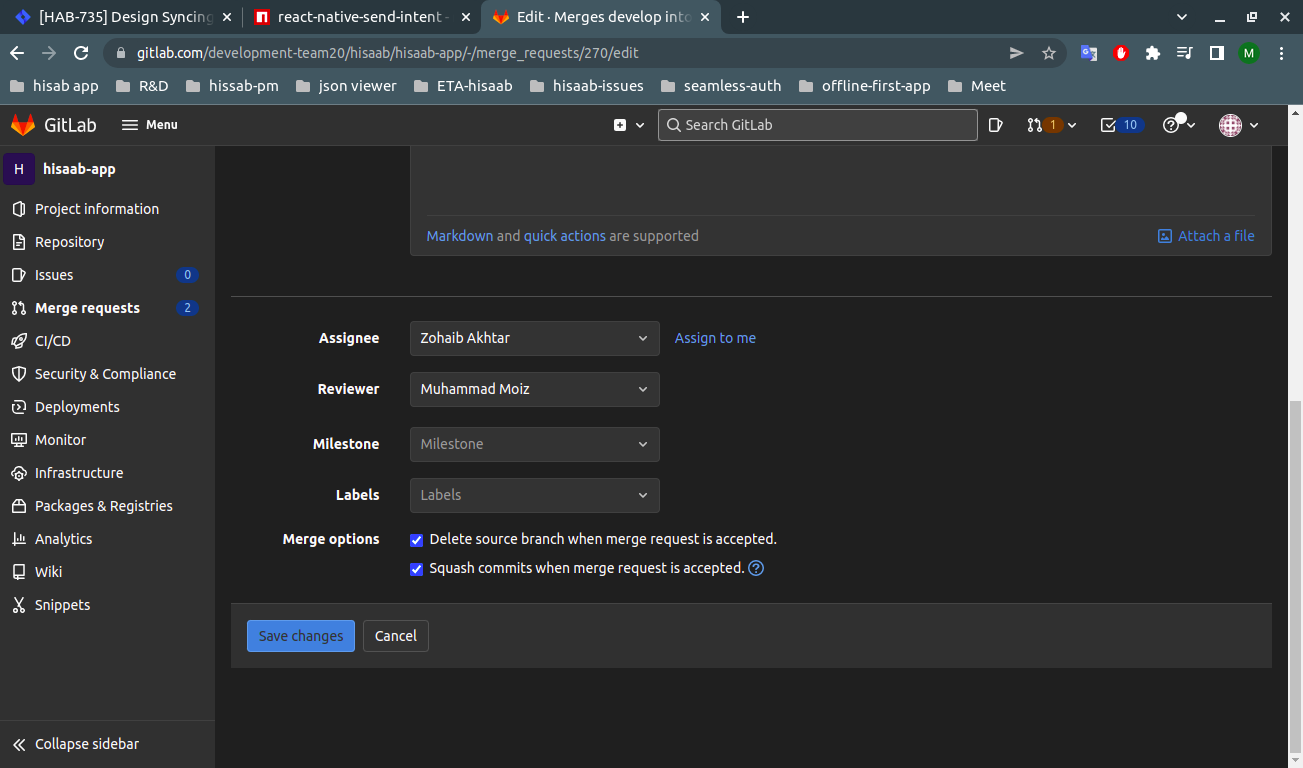 [HAB-735] Design Syncing
react-native-send-intent -
Edit · Merges develop into
gitlab.com/development-team20/hisaab/hisaab-app/-/merge_requests/270/edit
M
hisab app
R&D
hissab-pm
json viewer
ETA-hisaab
hisaab-issues
seamless-auth
offline-first-app
Meet
GitLab
Menu
Search GitLab
1
10
H
hisaab-app
Project information
Repository
Issues 0
Merge requests 2
CI/CD
Security & Compliance
Deployments
Monitor
Infrastructure
Packages & Registries
Analytics
Wiki
Snippets
Collapse sidebar
Markdown and quick actions are supported
Attach a file
Assignee Zohaib Akhtar Assign to me
Reviewer Muhammad Moiz
Milestone Milestone
Labels Labels
Merge options Delete source branch when merge request is accepted.
Squash commits when merge request is accepted.
Save changes Cancel